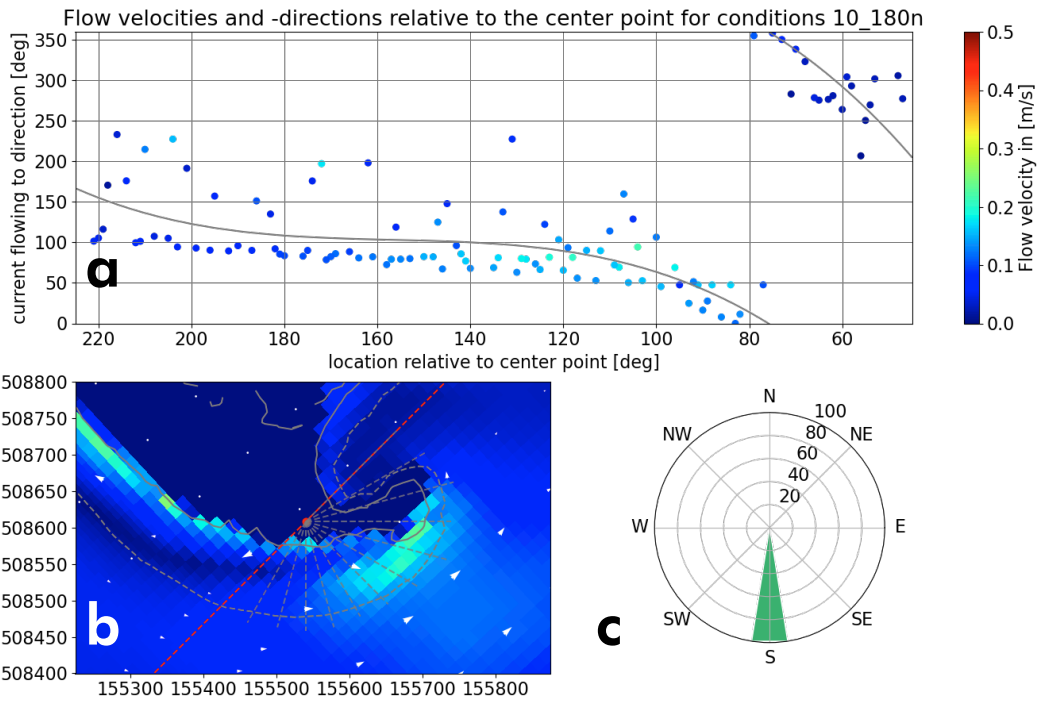 Flow velocities and -directions relative to the center point for conditions 10_180n
current flowing to direction [deg]
350
300
250
200
150
100
50
0
220 200 180 160 140 120 100 80 60
location relative to center point [deg]
a
0.5
0.4
0.3
0.2
0.1
0.0
Flow velocity in [m/s]
508800
508750
508700
508650
508600
508550
508500
508450
508400
155300 155400 155500 155600 155700 155800
b
N
NE
E
SE
S
SW
W
NW
100
80
60
40
20
c